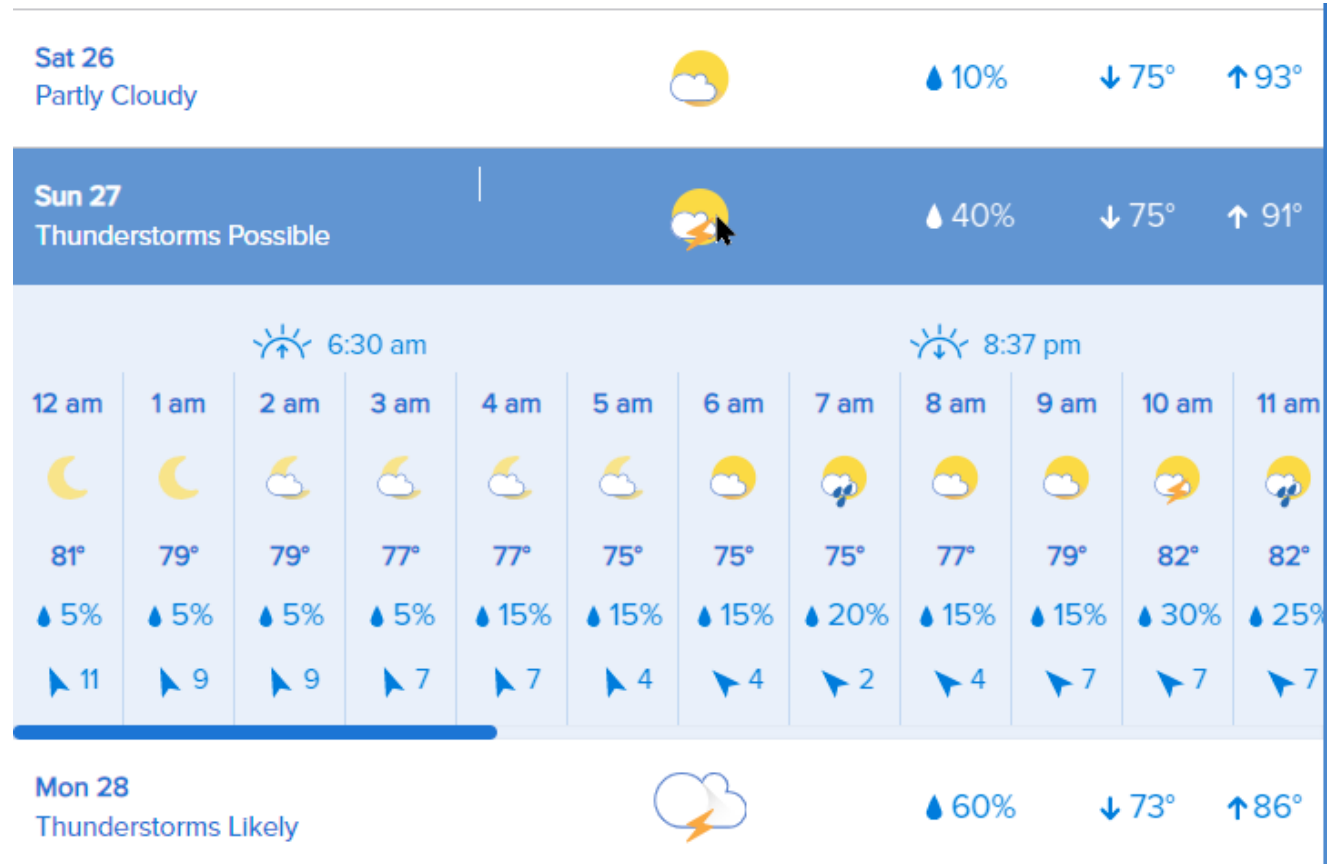 Sat 26
Partly Cloudy
10% 75° 93°
Sun 27
Thunderstorms Possible
40% 75° 91°
6:30 am 8:37 pm
12 am 1 am 2 am 3 am 4 am 5 am 6 am 7 am 8 am 9 am 10 am 11 am
81° 79° 79° 77° 77° 75° 75° 75° 77° 79° 82° 82°
5% 5% 5% 5% 15% 15% 15% 20% 15% 15% 30% 25%
11 9 9 7 7 4 4 2 4 7 7 7
Mon 28
Thunderstorms Likely
60% 73° 86°